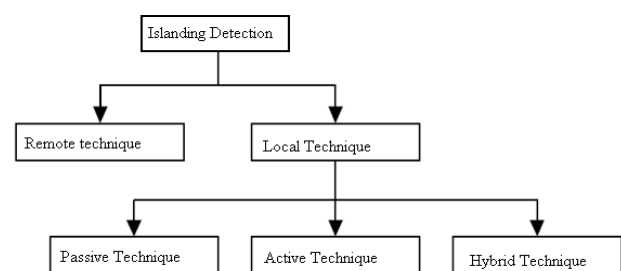 Islanding Detection
Remote technique
Local Technique
Passive Technique
Active Technique
Hybrid Technique